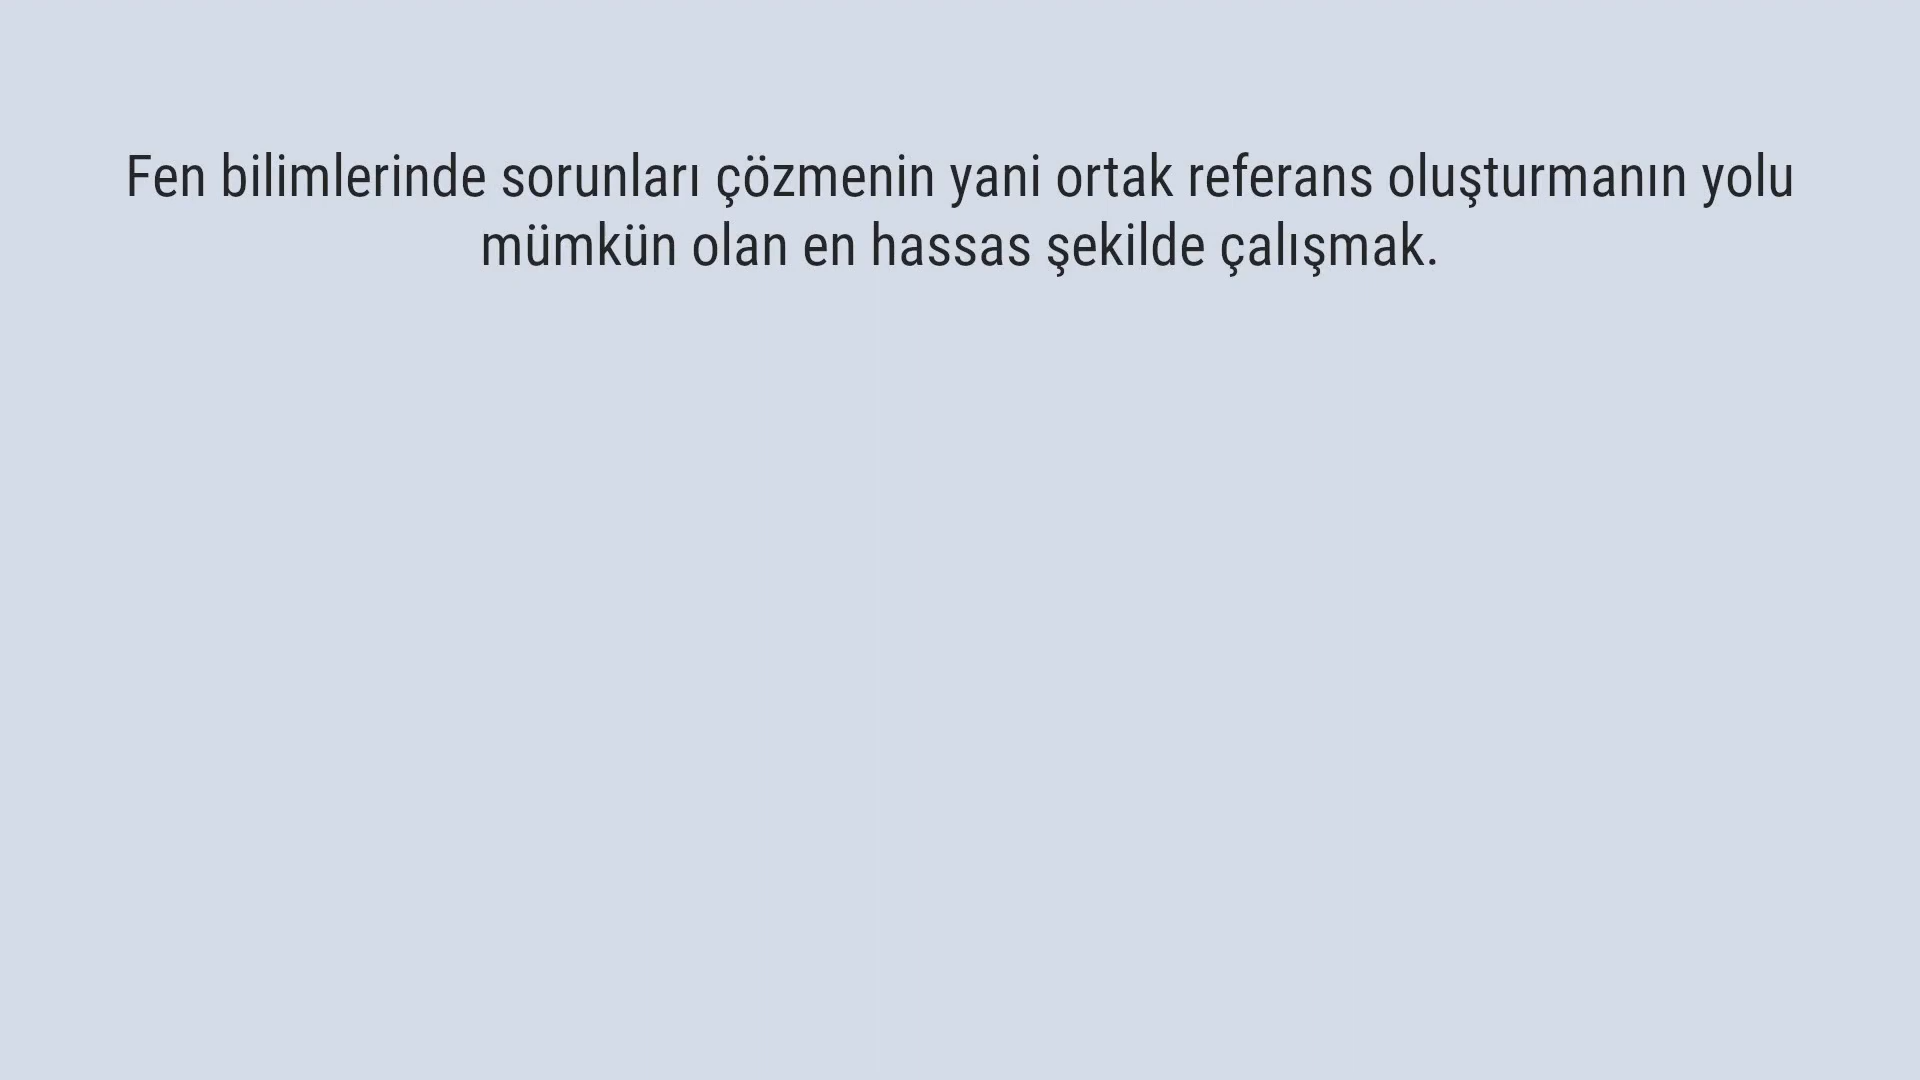 Fen bilimlerinde sorunları çözmenin yani ortak referans oluşturmanın yolu
mümkün olan en hassas şekilde çalışmak.